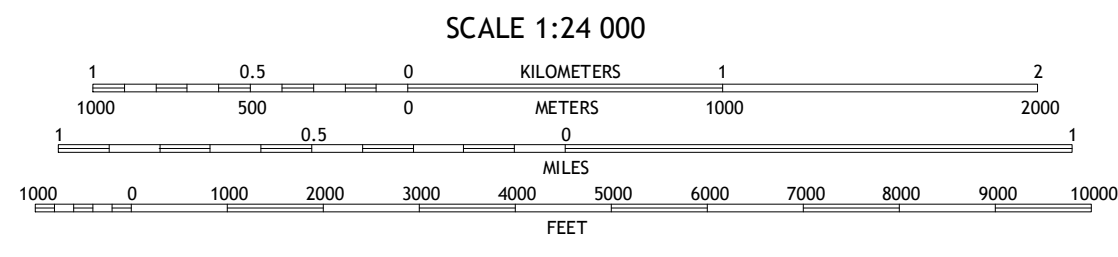 SCALE 1:24 000
1 0.5 0 KILOMETERS 1 2
1000 500 0 METERS 1000 2000
1 0.5 0 1
MILES
1000 0 1000 2000 3000 4000 5000 6000 7000 8000 9000 10000
FEET